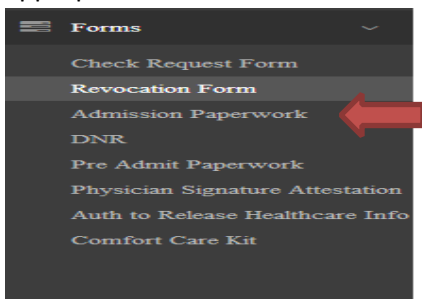 Forms
Check Request Form
Revocation Form
Admission Paperwork
DNR
Pre Admit Paperwork
Physician Signature Attestation
Auth to Release Healthcare Info
Comfort Care Kit